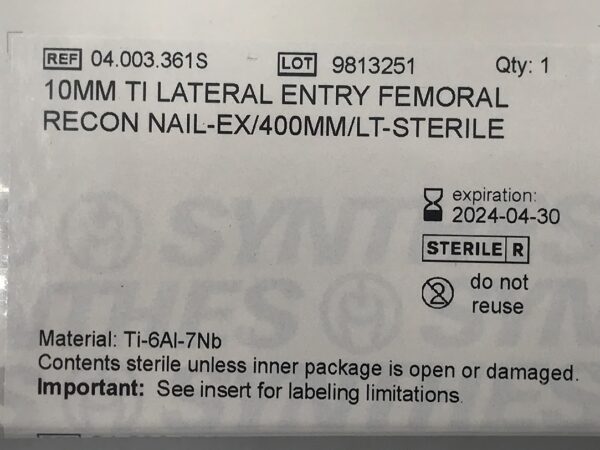 REF 04.003.361S LOT 9813251 Qty: 1
10MM TI LATERAL ENTRY FEMORAL
RECON NAIL-EX/400MM/LT-STERILE
expiration:
2024-04-30
STERILE R
do not
reuse
SYNTHES
SYNTHES
Material: Ti-6Al-7Nb
Contents sterile unless inner package is open or damaged.
Important: See insert for labeling limitations